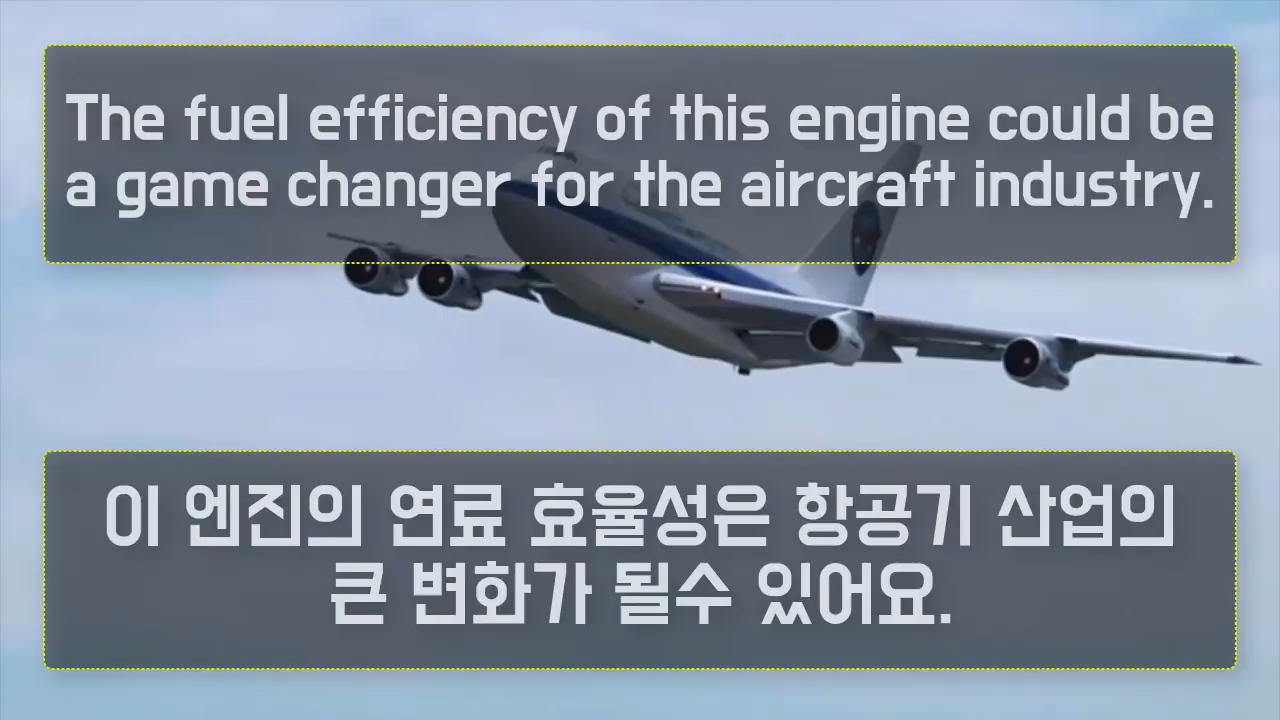 The fuel efficiency of this engine could be
a game changer for the aircraft industry.
이 엔진의 연료 효율성은 항공기 산업의
큰 변화가 될수 있어요.